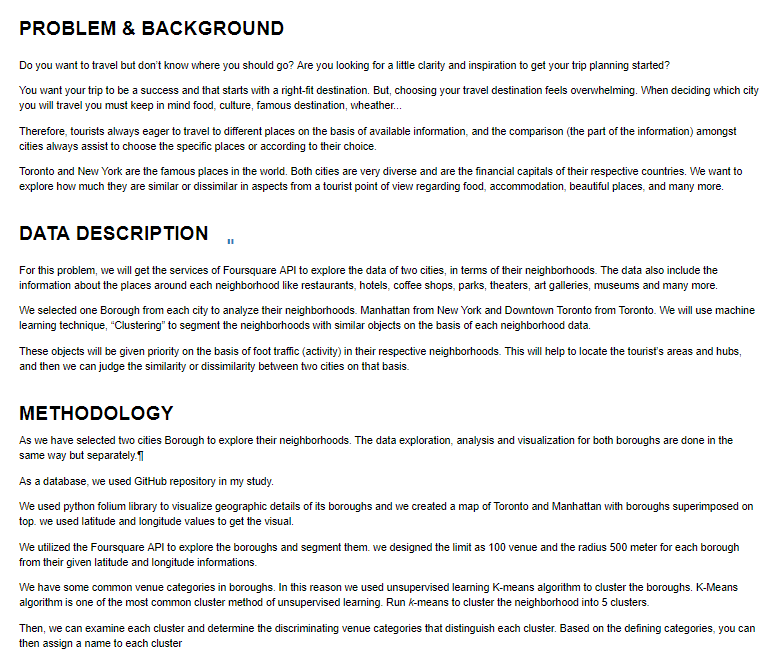 PROBLEM & BACKGROUND
Do you want to travel but don't know where you should go? Are you looking for a little clarity and inspiration to get your trip planning started?
You want your trip to be a success and that starts with a right-fit destination. But, choosing your travel destination feels overwhelming. When deciding which city
you will travel you must keep in mind food, culture, famous destination, wheather...
Therefore, tourists always eager to travel to different places on the basis of available information, and the comparison (the part of the information) amongst
cities always assist to choose the specific places or according to their choice.
Toronto and New York are the famous places in the world. Both cities are very diverse and are the financial capitals of their respective countries. We want to
explore how much they are similar or dissimilar in aspects from a tourist point of view regarding food, accommodation, beautiful places, and many more.
DATA DESCRIPTION "
For this problem, we will get the services of Foursquare API to explore the data of two cities, in terms of their neighborhoods. The data also include the
information about the places around each neighborhood like restaurants, hotels, coffee shops, parks, theaters, art galleries, museums and many more.
We selected one Borough from each city to analyze their neighborhoods. Manhattan from New York and Downtown Toronto from Toronto. We will use machine
learning technique, “Clustering” to segment the neighborhoods with similar objects on the basis of each neighborhood data.
These objects will be given priority on the basis of foot traffic (activity) in their respective neighborhoods. This will help to locate the tourist's areas and hubs,
and then we can judge the similarity or dissimilarity between two cities on that basis.
METHODOLOGY
As we have selected two cities Borough to explore their neighborhoods. The data exploration, analysis and visualization for both boroughs are done in the
same way but separately.¶
As a database, we used GitHub repository in my study.
We used python folium library to visualize geographic details of its boroughs and we created a map of Toronto and Manhattan with boroughs superimposed on
top. we used latitude and longitude values to get the visual.
We utilized the Foursquare API to explore the boroughs and segment them. we designed the limit as 100 venue and the radius 500 meter for each borough
from their given latitude and longitude informations.
We have some common venue categories in boroughs. In this reason we used unsupervised learning K-means algorithm to cluster the boroughs. K-Means
algorithm is one of the most common cluster method of unsupervised learning. Run k-means to cluster the neighborhood into 5 clusters.
Then, we can examine each cluster and determine the discriminating venue categories that distinguish each cluster. Based on the defining categories, you can
then assign a name to each cluster